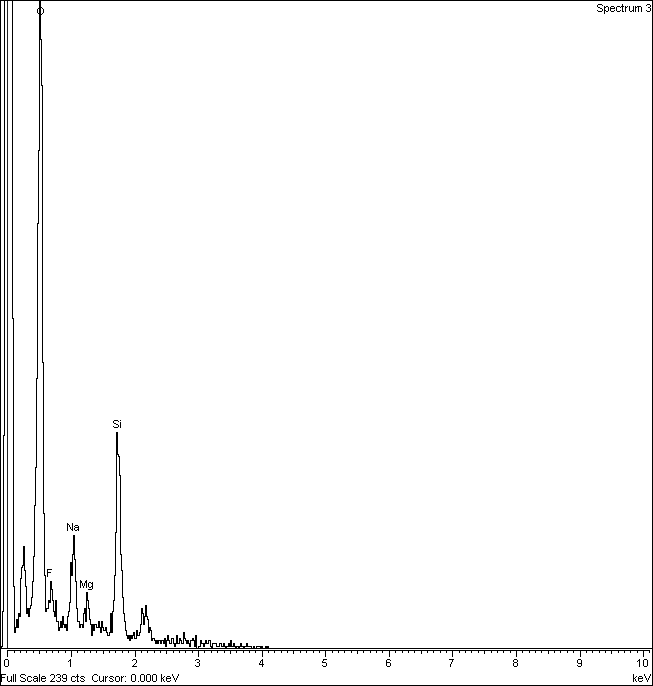 Spectrum 3
O
Si
Na
F
Mg
0 1 2 3 4 5 6 7 8 9 10
Full Scale 239 cts Cursor: 0.000 keV keV